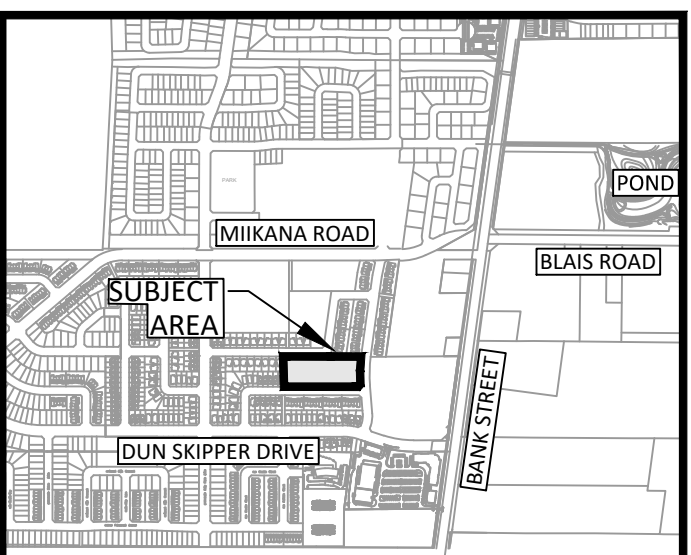 PARK
POND
MIIKANA ROAD
BLAIS ROAD
SUBJECT
AREA
BANK STREET
DUN SKIPPER DRIVE